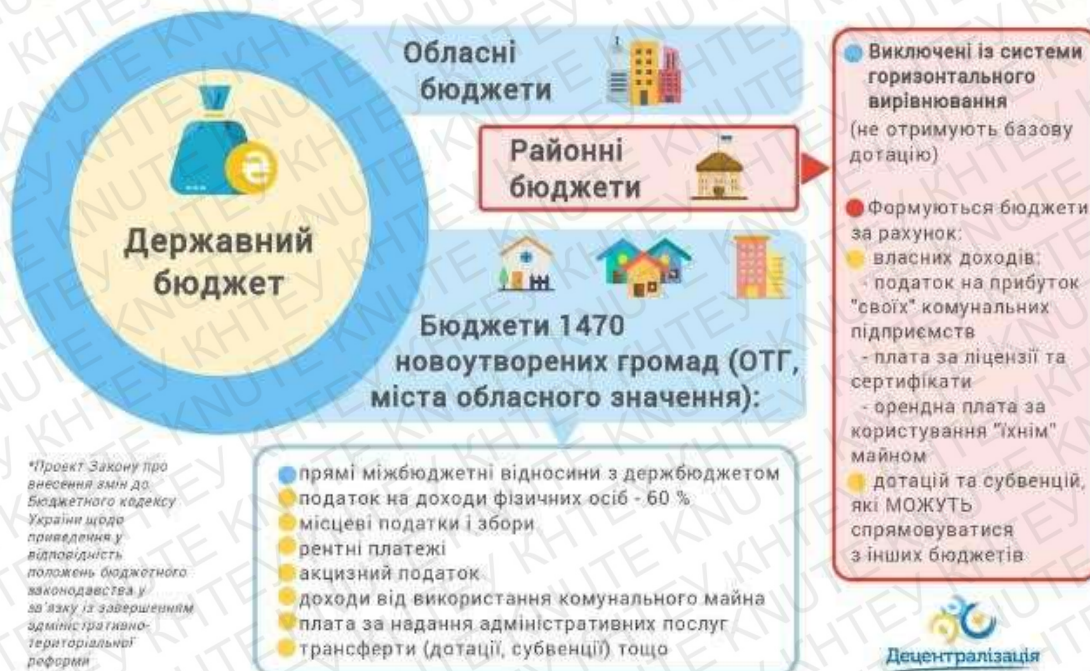 Державний
бюджет
Обласні
бюджети
Районні
бюджети
Бюджети 1470
новоутворених громад (ОТГ,
міста обласного значення):
прямі міжбюджетні відносини з держбюджетом
податок на доходи фізичних осіб - 60 %
місцеві податки і збори
рентні платежі
акцизний податок
доходи від використання комунального майна
плата за надання адміністративних послуг
трансферти (дотації, субвенції) тощо
Виключені із системи
горизонтального
вирівнювання
(не отримують базову
дотацію)
Формуються бюджети
за рахунок:
власних доходів:
- податок на прибуток
"своїх" комунальних
підприємств
- плата за ліцензії та
сертифікати
- орендна плата за
користування "їхнім"
майном
дотацій та субвенцій,
які МОЖУТЬ
спрямовуватися
з інших бюджетів
*Проект Закону про
внесення змін до
Бюджетного кодексу
України щодо
приведення у
відповідність
положень бюджетного
законодавства у
зв'язку із завершенням
адміністративно-
територіальної
реформи
Децентралізація
KHTEY KNUTE